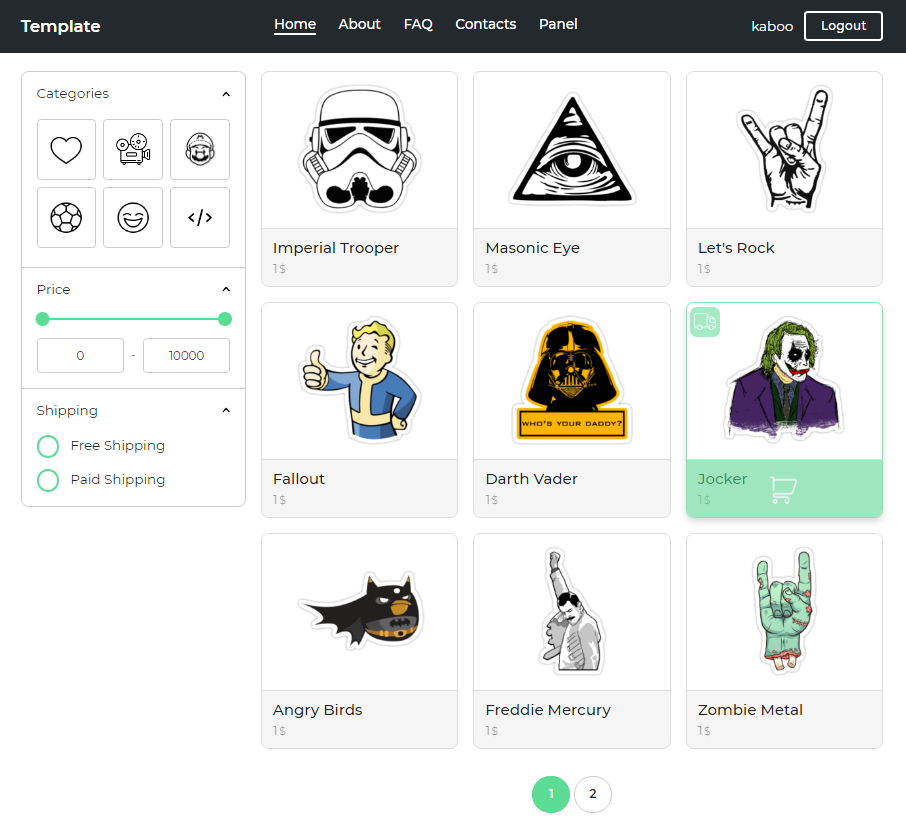 Template
Home About FAQ Contacts Panel
kaboo Logout
Categories
</>
Price
0 - 10000
Shipping
Free Shipping
Paid Shipping
Imperial Trooper
1 $
Masonic Eye
1 $
Let's Rock
1 $
Fallout
1 $
WHO'S YOUR DADDY?
Darth Vader
1 $
Jocker
1 $
Angry Birds
1 $
Freddie Mercury
1 $
Zombie Metal
1 $
1 2